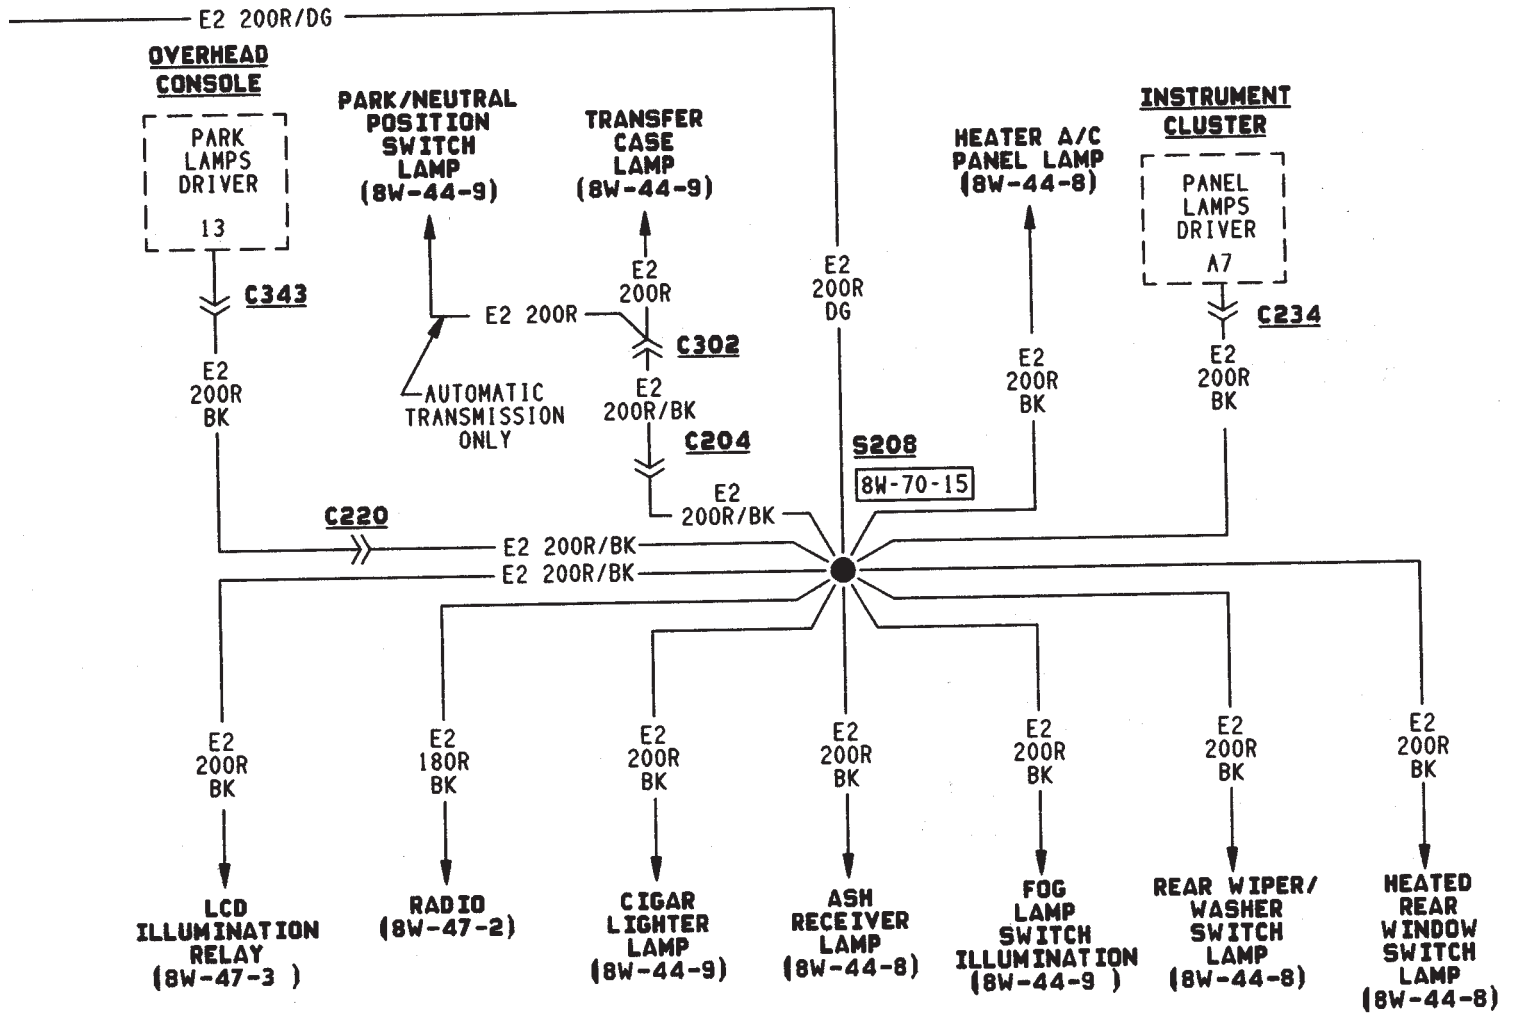 E2 200R/DG
OVERHEAD
CONSOLE
PARK
LAMPS
DRIVER
13
C343
E2
200R
BK
PARK/NEUTRAL
POSITION
SWITCH
LAMP
(8W-44-9)
E2 200R
AUTOMATIC
TRANSMISSION
ONLY
TRANSFER
CASE
LAMP
(8W-44-9)
E2
200R
C302
E2
200R/BK
C204
E2
200R/BK
E2
200R
DG
S208
8W-70-15
HEATER A/C
PANEL LAMP
(8W-44-8)
E2
200R
BK
INSTRUMENT
CLUSTER
PANEL
LAMPS
DRIVER
A7
C234
E2
200R
BK
C220
E2 200R/BK
E2 200R/BK
E2
200R
BK
LCD
ILLUMINATION
RELAY
(8W-47-3 )
E2
180R
BK
RADIO
(8W-47-2)
E2
200R
BK
CIGAR
LIGHTER
LAMP
(8W-44-9)
E2
200R
BK
ASH
RECEIVER
LAMP
(8W-44-8)
E2
200R
BK
FOG
LAMP
SWITCH
ILLUMINATION
(8W-44-9 )
E2
200R
BK
REAR WIPER/
WASHER
SWITCH
LAMP
(8W-44-8)
E2
200R
BK
HEATED
REAR
WINDOW
SWITCH
LAMP
(8W-44-8)